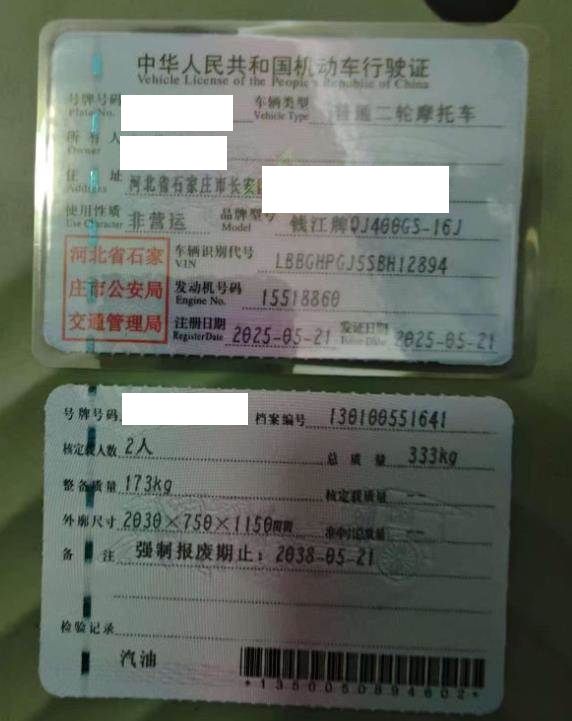 中华人民共和国机动车行驶证
Vehicle License of the People's Republic of China
号牌号码 车辆类型 普通二轮摩托车
Plate No. Vehicle Type
所有人
Owner
住址 河北省石家庄市长安
Address
使用性质 非营运 品牌型号 钱江牌QJ400GS-16J
Use Character Model
河北省石家 车辆识别代号 LBBGHPGJSSBH12894
VIN
庄市公安局 发动机号码 15518860
Engine No.
交通管理局 注册日期 2025-05-21 发证日期 2025-05-21
Register Date Issue Date
号牌号码 档案编号 130100551641
核定载人数 2人 总质量 333kg
整备质量 173kg 核定载质量 --
外廓尺寸 2030×750×1150mm 准牵引总质量 --
备注 强制报废期止：2038-05-21
检验记录
汽油
*1350050894602*